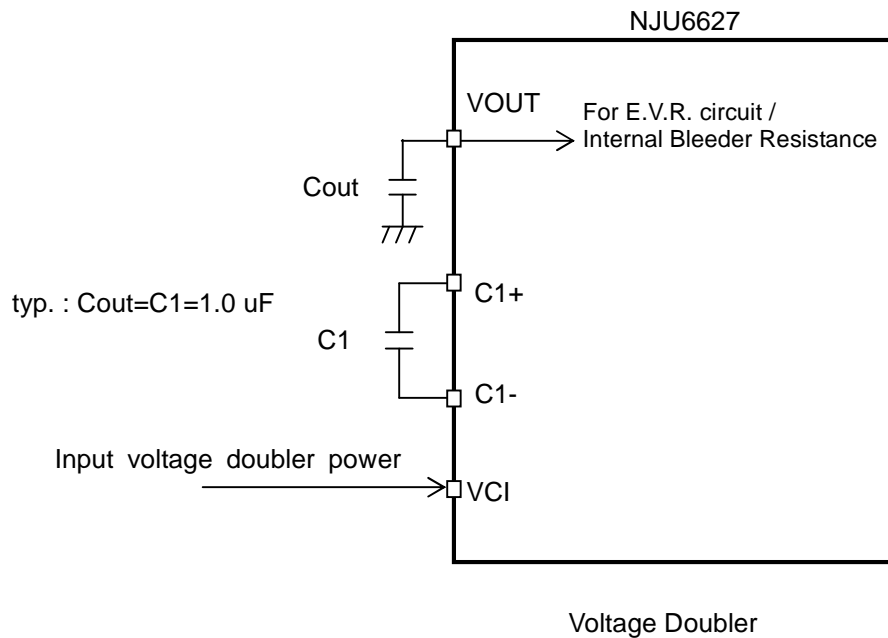 NJU6627
VOUT
For E.V.R. circuit /
Internal Bleeder Resistance
Cout
C1+
typ. : Cout=C1=1.0 uF
C1
C1-
Input voltage doubler power
VCI
Voltage Doubler